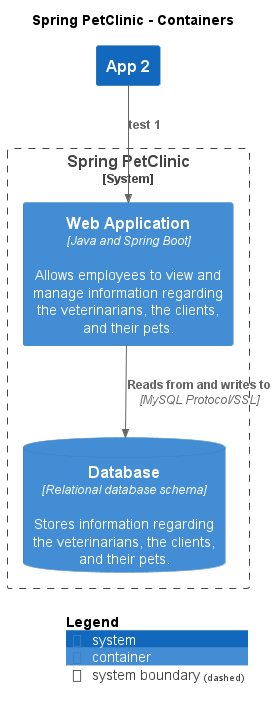 Spring PetClinic - Containers
App 2
test 1
Spring PetClinic
[System]
Web Application
[Java and Spring Boot]
Allows employees to view and
manage information regarding
the veterinarians, the clients,
and their pets.
Reads from and writes to
[MySQL Protocol/SSL]
Database
[Relational database schema]
Stores information regarding
the veterinarians, the clients,
and their pets.
Legend
system
container
system boundary (dashed)